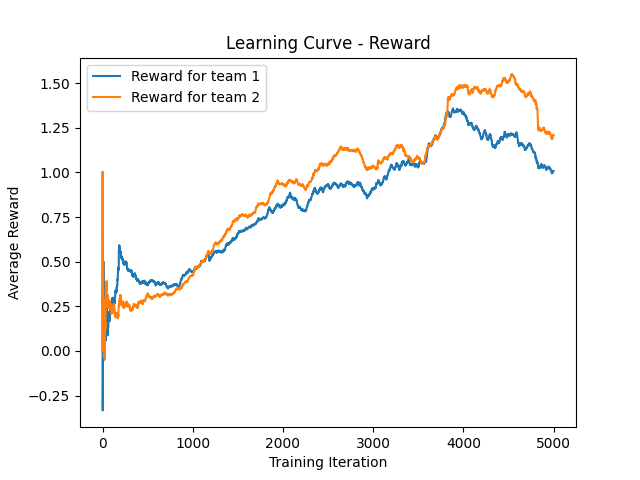 Learning Curve - Reward
Reward for team 1
Reward for team 2
Average Reward
1.50
1.25
1.00
0.75
0.50
0.25
0.00
−0.25
0
1000
2000
3000
4000
5000
Training Iteration